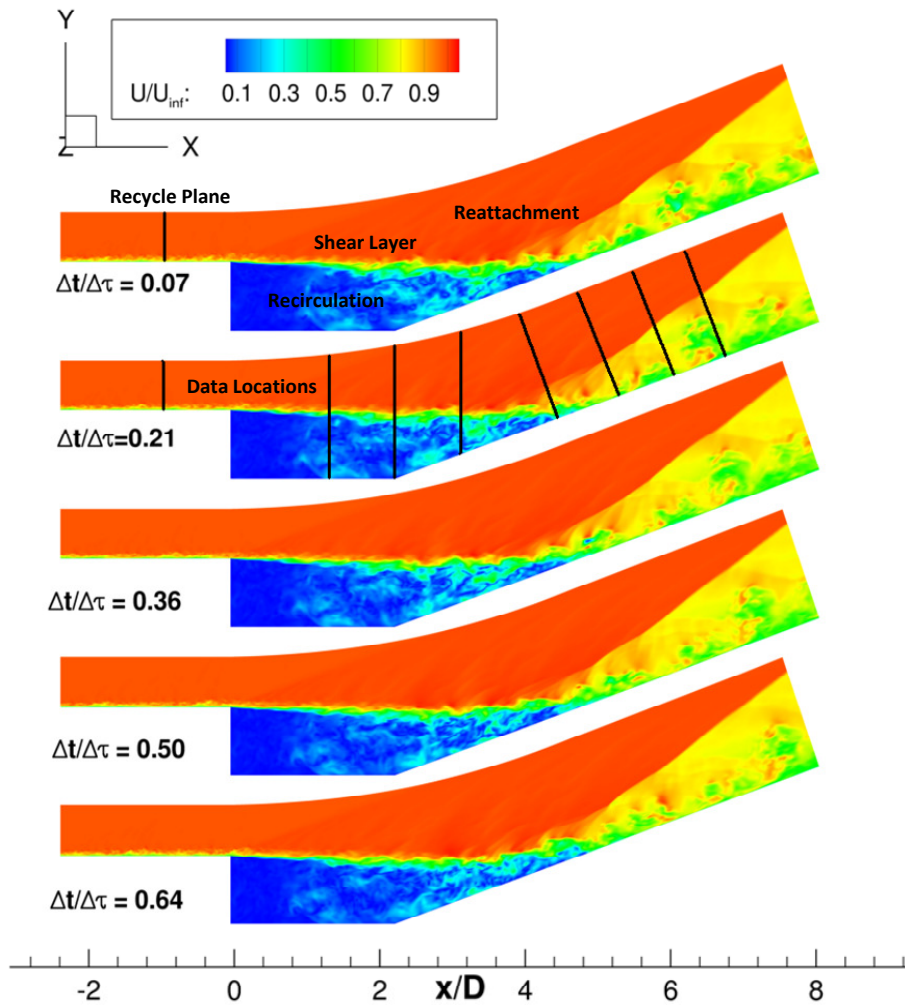 Y
U/U_inf: 0.1 0.3 0.5 0.7 0.9
Z X
Recycle Plane
Reattachment
Shear Layer
Δt/Δτ = 0.07
Recirculation
Data Locations
Δt/Δτ=0.21
Δt/Δτ = 0.36
Δt/Δτ = 0.50
Δt/Δτ = 0.64
-2 0 2 x/D 4 6 8